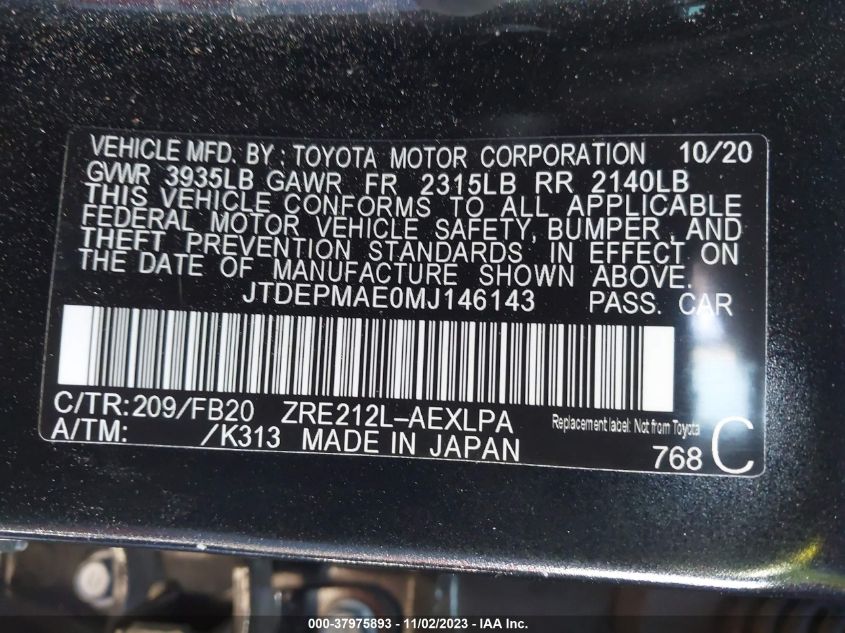 VEHICLE MFD. BY : TOYOTA MOTOR CORPORATION 10/20
GVWR 3935LB GAWR FR 2315LB RR 2140LB
THIS VEHICLE CONFORMS TO ALL APPLICABLE
FEDERAL MOTOR VEHICLE SAFETY, BUMPER, AND
THEFT PREVENTION STANDARDS IN EFFECT ON
THE DATE OF MANUFACTURE SHOWN ABOVE.
JTDEPMAE0MJ146143 PASS. CAR
C/TR:209/FB20 ZRE212L-AEXLPA Replacement label: Not from Toyota C
A/TM: /K313 MADE IN JAPAN 768
000-37975893 - 11/02/2023 - IAA Inc.